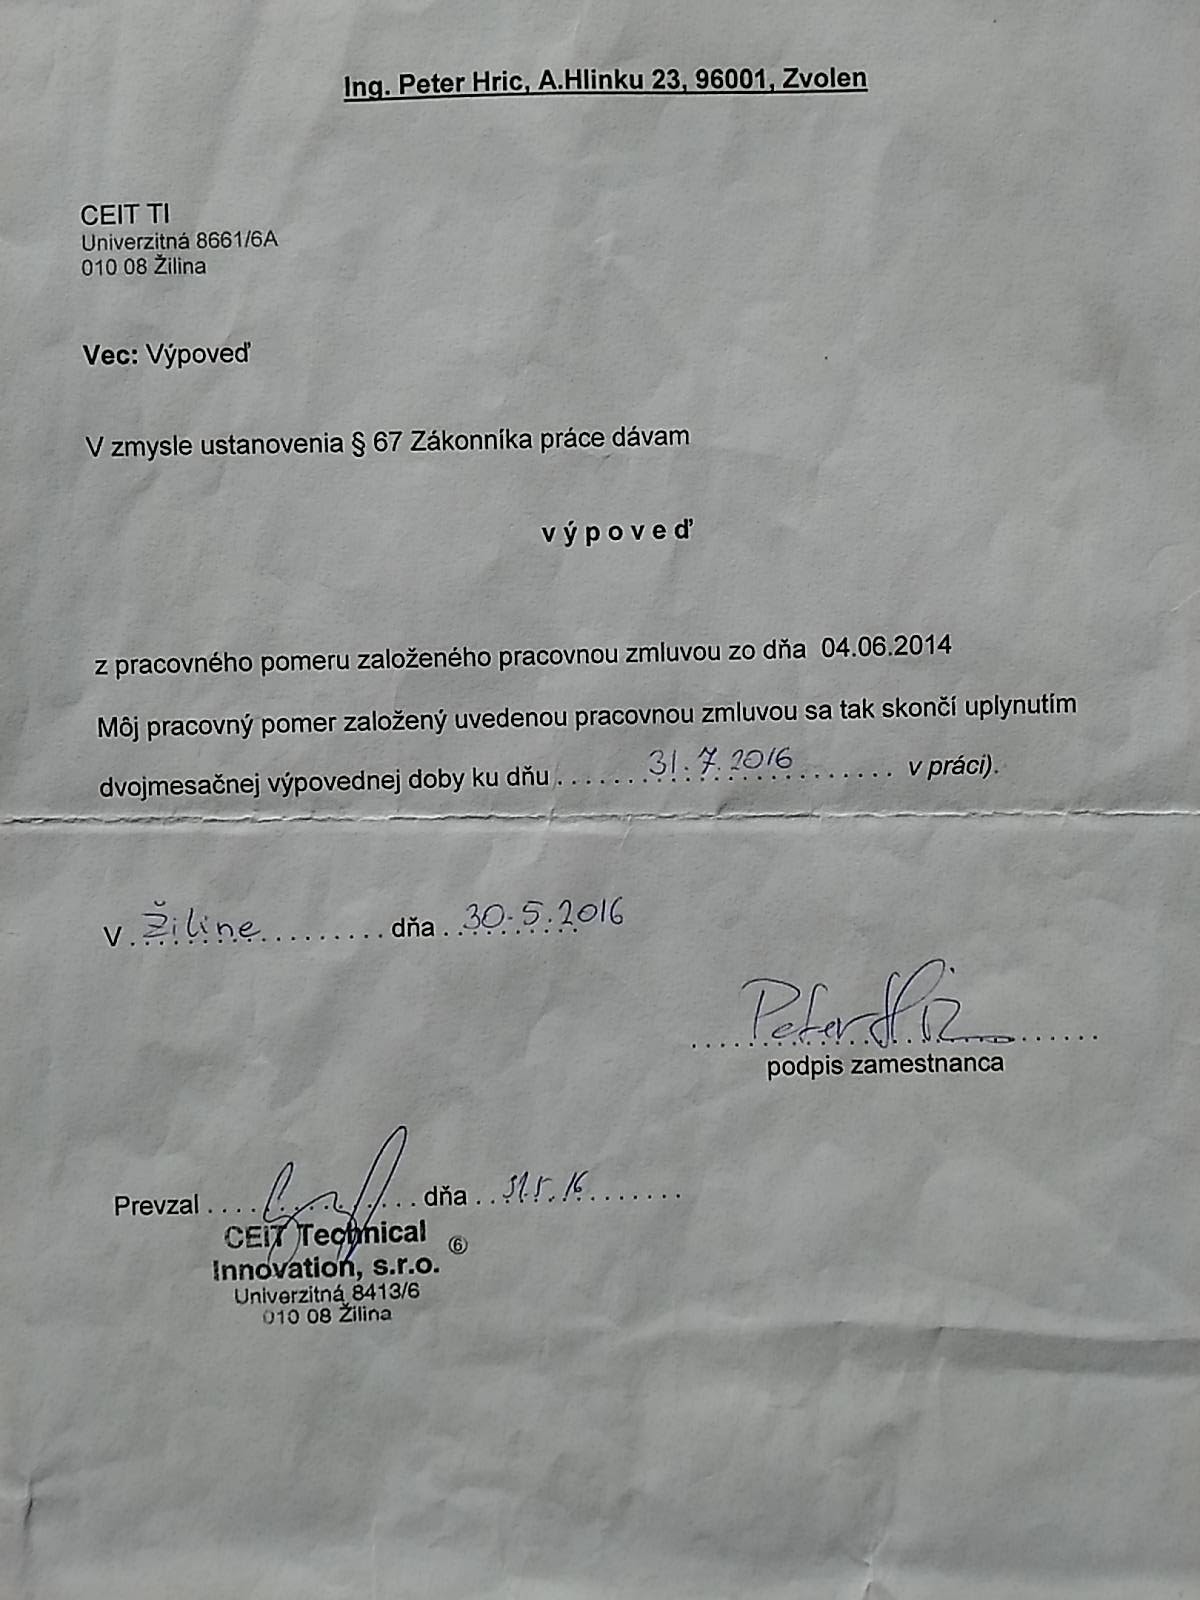 Ing. Peter Hric, A.Hlinku 23, 96001, Zvolen
CEIT TI
Univerzitná 8661/6A
010 08 Žilina
Vec: Výpoveď
V zmysle ustanovenia § 67 Zákonníka práce dávam
v ý p o v e ď
z pracovného pomeru založeného pracovnou zmluvou zo dňa 04.06.2014
Môj pracovný pomer založený uvedenou pracovnou zmluvou sa tak skončí uplynutím
dvojmesačnej výpovednej doby ku dňu 31.7.2016 v práci).
V Žiline dňa 30.5.2016
Peter Hric
podpis zamestnanca
Prevzal dňa 31.5.16
CEIT Technical
Innovation, s.r.o.
6
Univerzitná 8413/6
010 08 Žilina